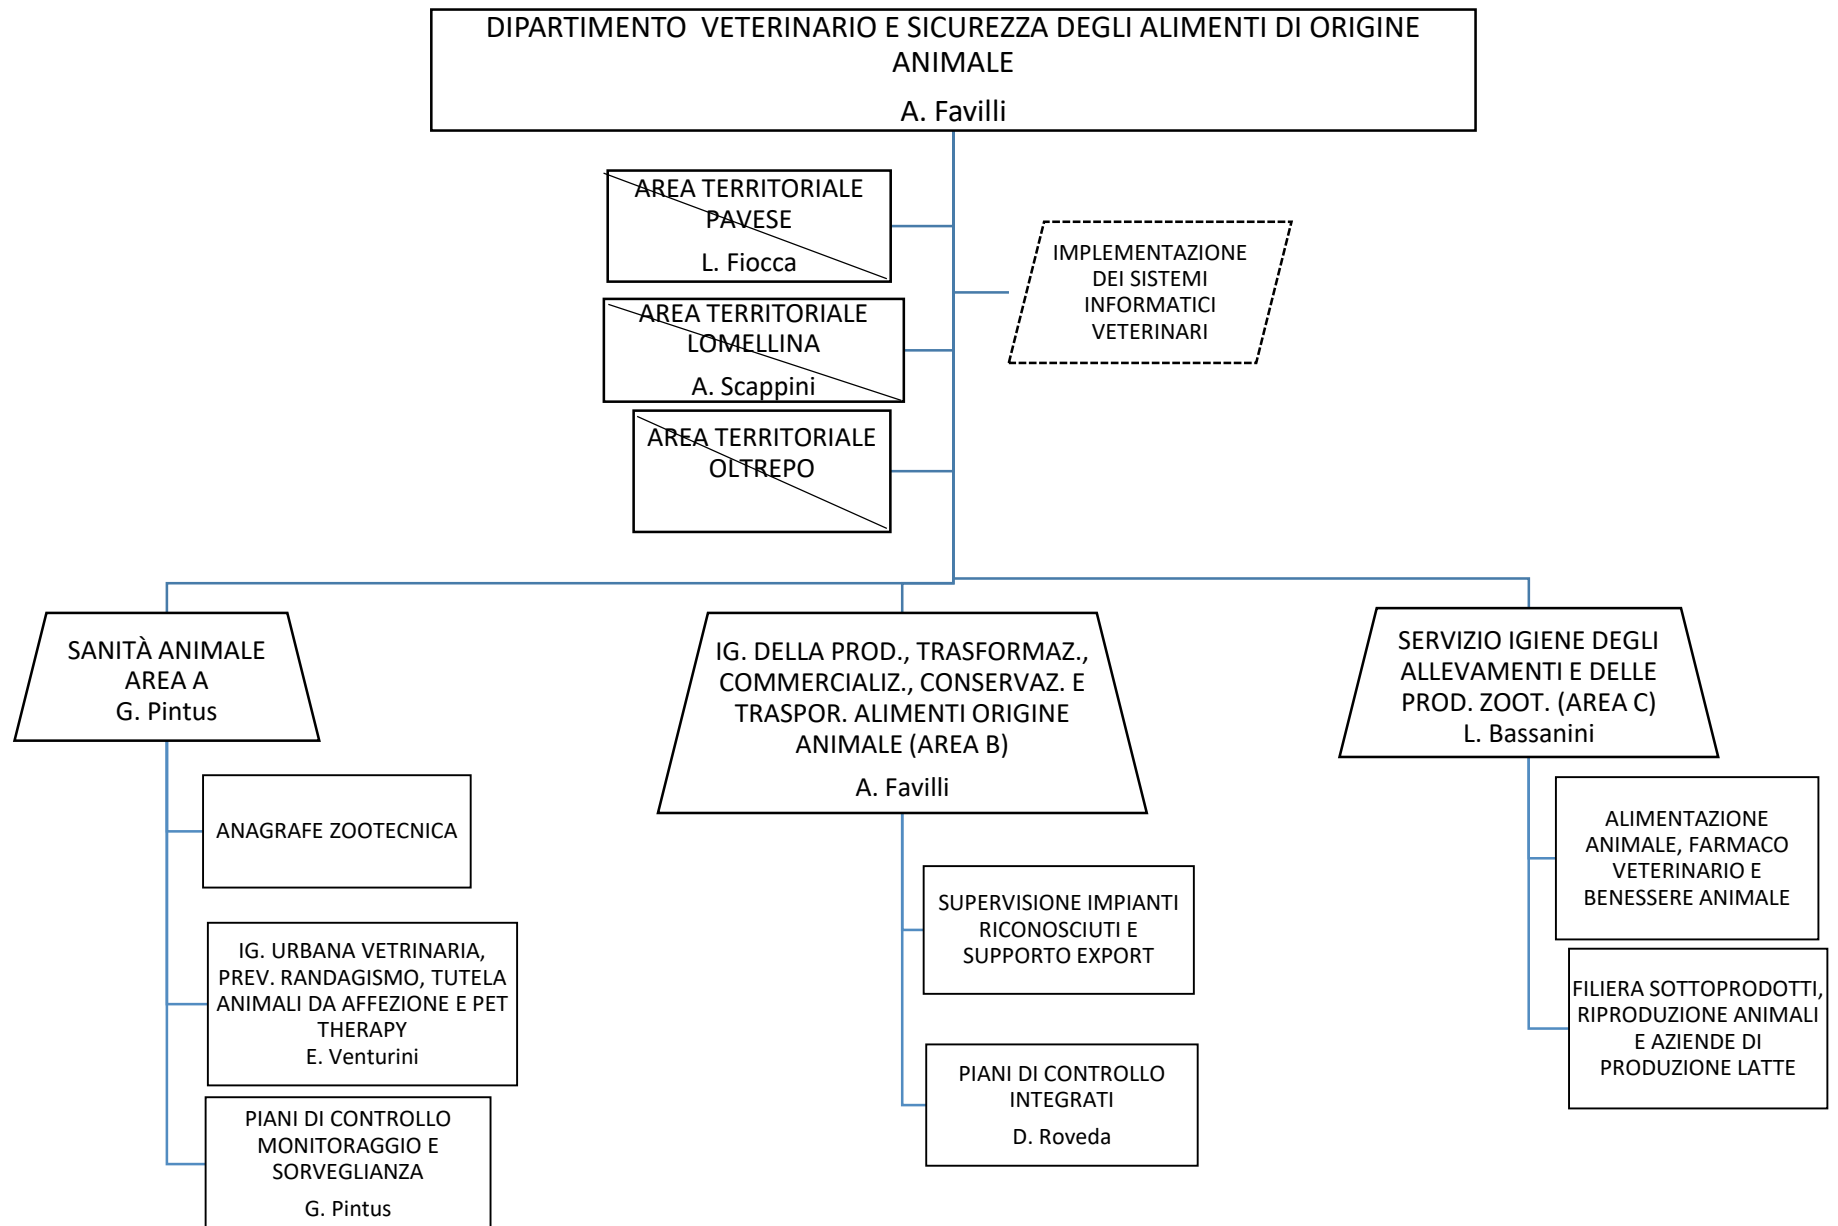 DIPARTIMENTO  VETERINARIO E SICUREZZA DEGLI ALIMENTI DI ORIGINE
ANIMALE
A. Favilli
AREA TERRITORIALE
PAVESE
L. Fiocca
IMPLEMENTAZIONE
DEI SISTEMI
INFORMATICI
VETERINARI
AREA TERRITORIALE
LOMELLINA
A. Scappini
AREA TERRITORIALE
OLTREPO
SANITÀ ANIMALE
AREA A
G. Pintus
ANAGRAFE ZOOTECNICA
IG. URBANA VETRINARIA,
PREV. RANDAGISMO, TUTELA
ANIMALI DA AFFEZIONE E PET
THERAPY
E. Venturini
PIANI DI CONTROLLO
MONITORAGGIO E
SORVEGLIANZA
G. Pintus
IG. DELLA PROD., TRASFORMAZ.,
COMMERCIALIZ., CONSERVAZ. E
TRASPOR. ALIMENTI ORIGINE
ANIMALE (AREA B)
A. Favilli
SUPERVISIONE IMPIANTI
RICONOSCIUTI E
SUPPORTO EXPORT
PIANI DI CONTROLLO
INTEGRATI
D. Roveda
SERVIZIO IGIENE DEGLI
ALLEVAMENTI E DELLE
PROD. ZOOT. (AREA C)
L. Bassanini
ALIMENTAZIONE
ANIMALE, FARMACO
VETERINARIO E
BENESSERE ANIMALE
FILIERA SOTTOPRODOTTI,
RIPRODUZIONE ANIMALI
E AZIENDE DI
PRODUZIONE LATTE